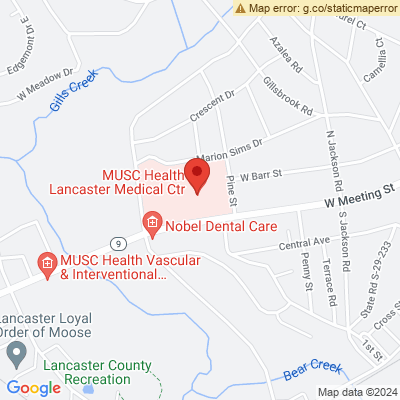 Map error: g.co/staticmaperror
Edgemont Dr E
W Meadow Dr
Gills Creek
Crescent Dr
Azalea Rd
Laurel Ct
Camellia Ct
Gillsbrook Rd
Marion Sims Dr
N Jackson Rd
MUSC Health
Lancaster Medical Ctr
W Barr St
Pine St
W Meeting St
Nobel Dental Care
S Jackson Rd
9
Central Ave
MUSC Health Vascular
& Interventional...
Penny St
Terrace Rd
State Rd S-29-233
Cross St
1st St
Lancaster Loyal
Order of Moose
Lancaster County
Recreation
Bear Creek
Google
Map data ©2024